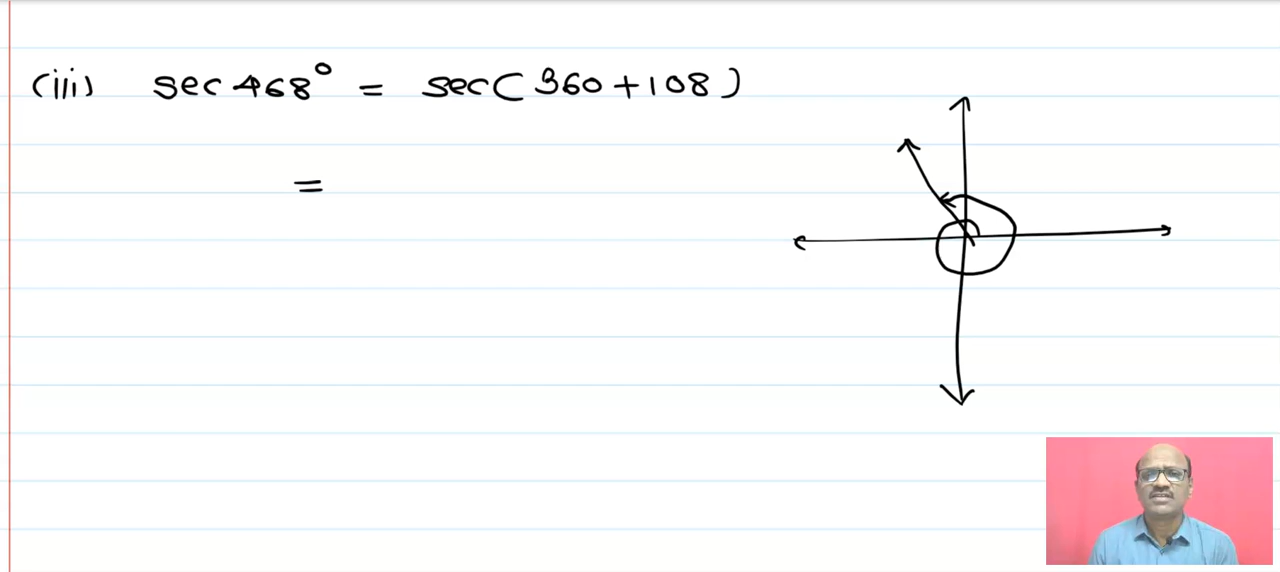 (iii) sec 468° = sec(360+108)
=